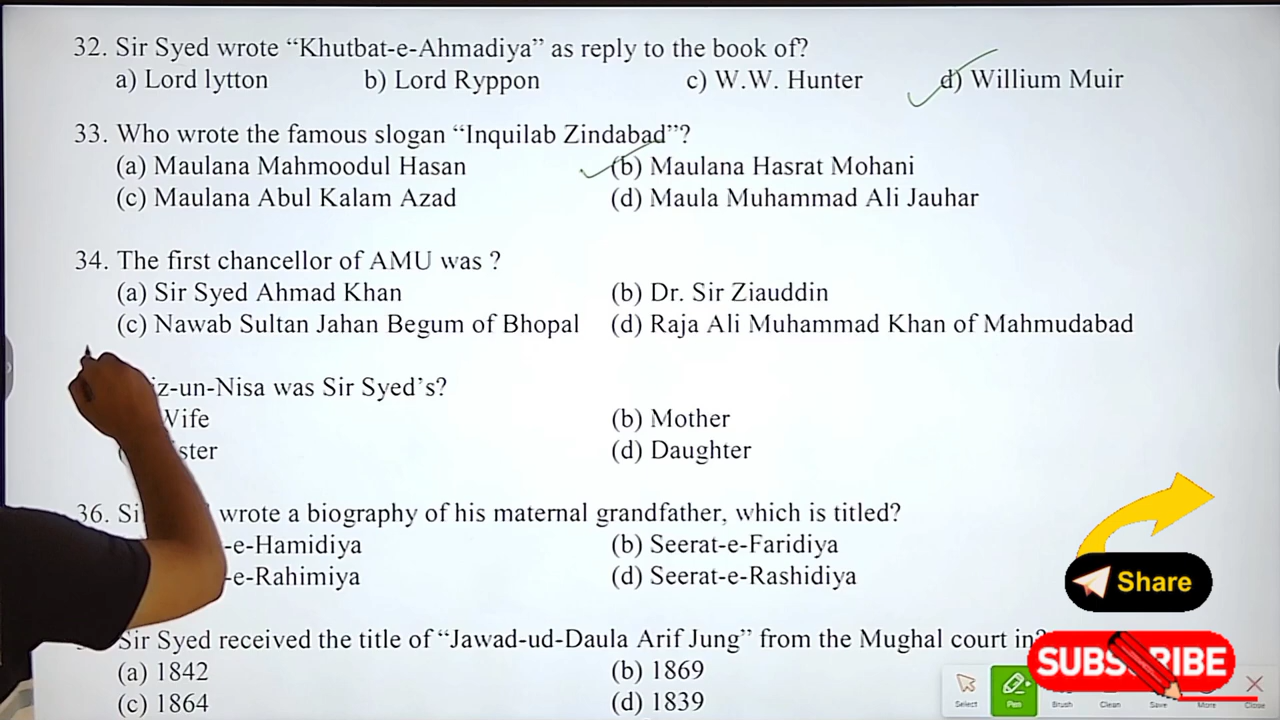 32. Sir Syed wrote “Khutbat-e-Ahmadiya” as reply to the book of?
a) Lord lytton b) Lord Ryppon c) W.W. Hunter d) Willium Muir
33. Who wrote the famous slogan “Inquilab Zindabad”?
(a) Maulana Mahmoodul Hasan (b) Maulana Hasrat Mohani
(c) Maulana Abul Kalam Azad (d) Maula Muhammad Ali Jauhar
34. The first chancellor of AMU was ?
(a) Sir Syed Ahmad Khan (b) Dr. Sir Ziauddin
(c) Nawab Sultan Jahan Begum of Bhopal (d) Raja Ali Muhammad Khan of Mahmudabad
iz-un-Nisa was Sir Syed’s?
Wife (b) Mother
ster (d) Daughter
36. Si wrote a biography of his maternal grandfather, which is titled?
-e-Hamidiya (b) Seerat-e-Faridiya
-e-Rahimiya (d) Seerat-e-Rashidiya
Share
Sir Syed received the title of “Jawad-ud-Daula Arif Jung” from the Mughal court in?
(a) 1842 (b) 1869
(c) 1864 (d) 1839
SUBSCRIBE
Select Pen Brush Clean Save More Close